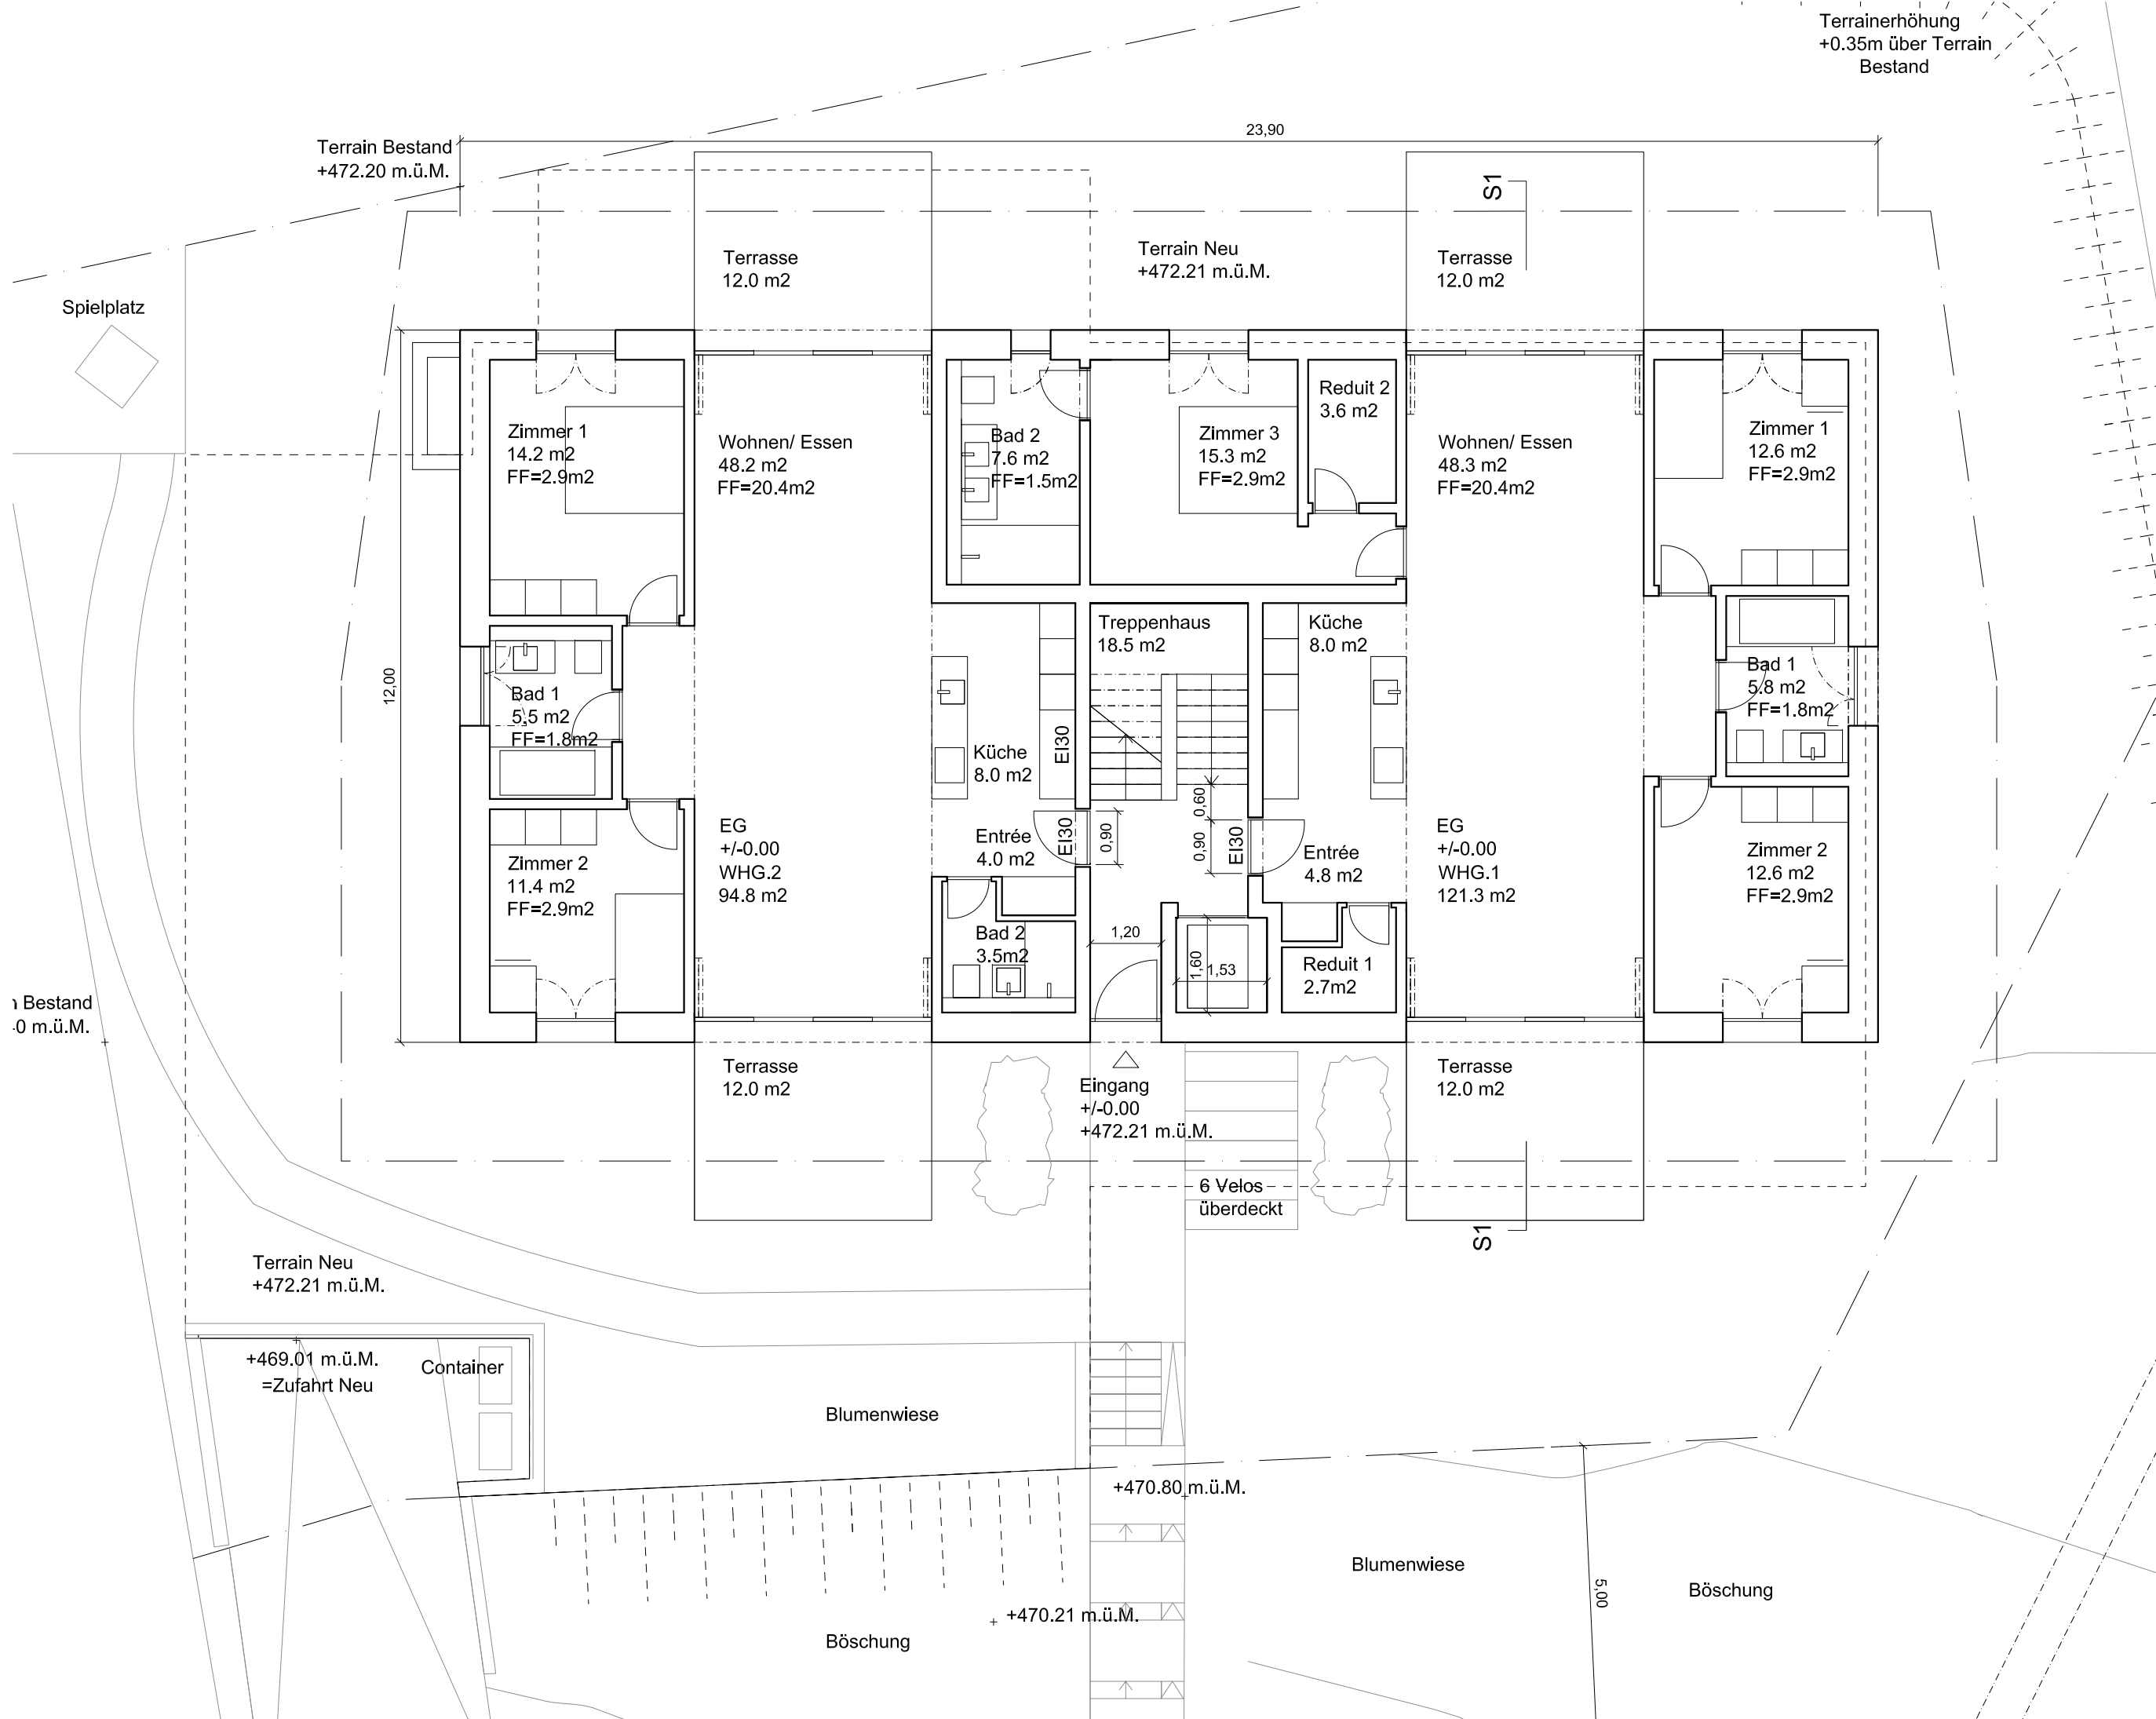 Terrainerhöhung
+0.35m über Terrain
Bestand
23,90
Terrain Bestand
+472.20 m.ü.M.
S1
Terrasse
12.0 m2
Terrain Neu
+472.21 m.ü.M.
Terrasse
12.0 m2
Spielplatz
Zimmer 1
14.2 m2
FF=2.9m2
Wohnen/ Essen
48.2 m2
FF=20.4m2
Bad 2
7.6 m2
FF=1.5m2
Zimmer 3
15.3 m2
FF=2.9m2
Reduit 2
3.6 m2
Wohnen/ Essen
48.3 m2
FF=20.4m2
Zimmer 1
12.6 m2
FF=2.9m2
12,00
Bad 1
5.5 m2
FF=1.8m2
Küche
8.0 m2
EI30
Treppenhaus
18.5 m2
Küche
8.0 m2
Bad 1
5.8 m2
FF=1.8m2
EG
+/-0.00
WHG.2
94.8 m2
Entrée
4.0 m2
EI30
0,90
0,60
0,90
EI30
Entrée
4.8 m2
EG
+/-0.00
WHG.1
121.3 m2
Zimmer 2
11.4 m2
FF=2.9m2
Zimmer 2
12.6 m2
FF=2.9m2
Bad 2
3.5m2
1,20
1,60
1,53
Reduit 1
2.7m2
Bestand
0 m.ü.M.
Terrasse
12.0 m2
Eingang
+/-0.00
+472.21 m.ü.M.
Terrasse
12.0 m2
6 Velos
überdeckt
S1
Terrain Neu
+472.21 m.ü.M.
+469.01 m.ü.M.
=Zufahrt Neu
Container
Blumenwiese
+470.80 m.ü.M.
Blumenwiese
5,00
Böschung
+470.21 m.ü.M.
Böschung